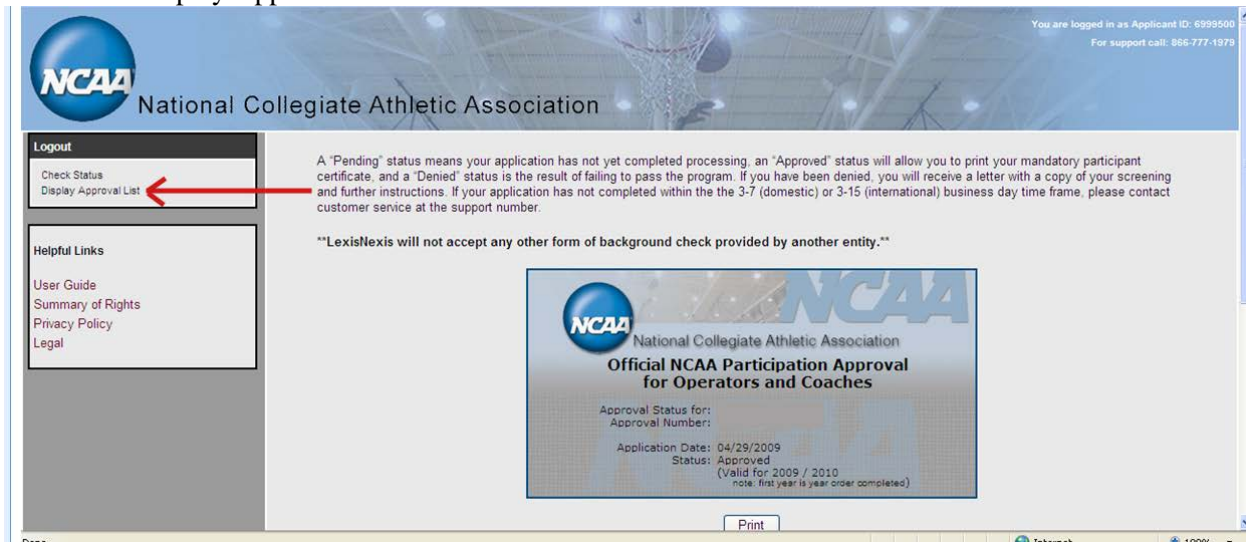 You are logged in as Applicant ID: 6999500
For support call: 866-777-1979
NCAA
National Collegiate Athletic Association
Logout
Check Status
Display Approval List
Helpful Links
User Guide
Summary of Rights
Privacy Policy
Legal
A "Pending" status means your application has not yet completed processing, an "Approved" status will allow you to print your mandatory participant
certificate, and a "Denied" status is the result of failing to pass the program. If you have been denied, you will receive a letter with a copy of your screening
and further instructions. If your application has not completed within the the 3-7 (domestic) or 3-15 (international) business day time frame, please contact
customer service at the support number.
**LexisNexis will not accept any other form of background check provided by another entity.**
NCAA
NCAA
National Collegiate Athletic Association
Official NCAA Participation Approval
for Operators and Coaches
Approval Status for:
Approval Number:
Application Date: 04/29/2009
Status: Approved
(Valid for 2009 / 2010
note: first year is year order completed)
Print